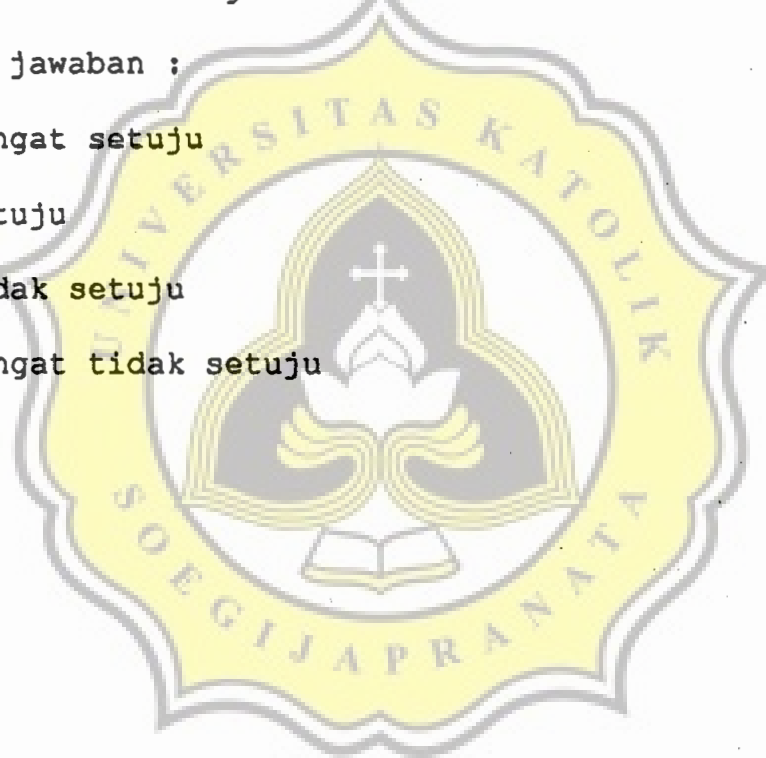 jawaban :
ngat setuju
tuju
dak setuju
ngat tidak setuju
UNIVERSITAS KATOLIK
SOEGIJAPRANATA